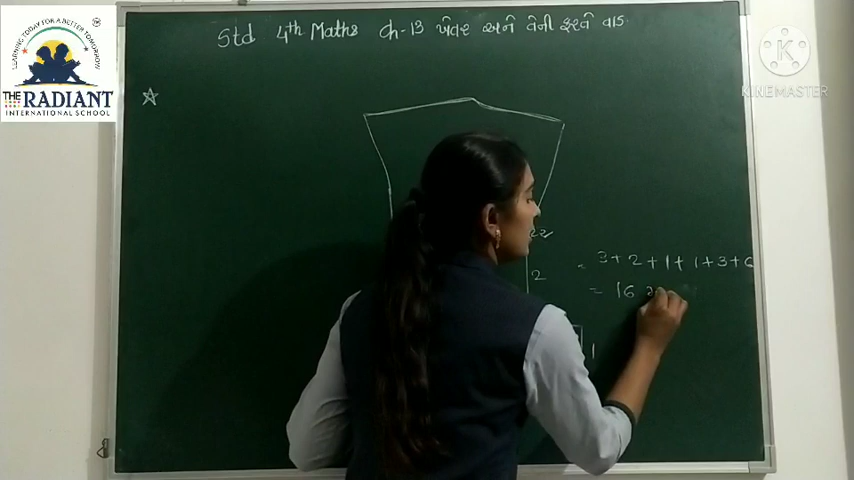 LEARNING TODAY FOR A BETTER TOMORROW
THE RADIANT
INTERNATIONAL SCHOOL
Std 4th Maths Ch-13 ખેતર અને તેની ફરતે વાડ
KINEMASTER
2
= 3+2+1+1+3+6
= 16
1